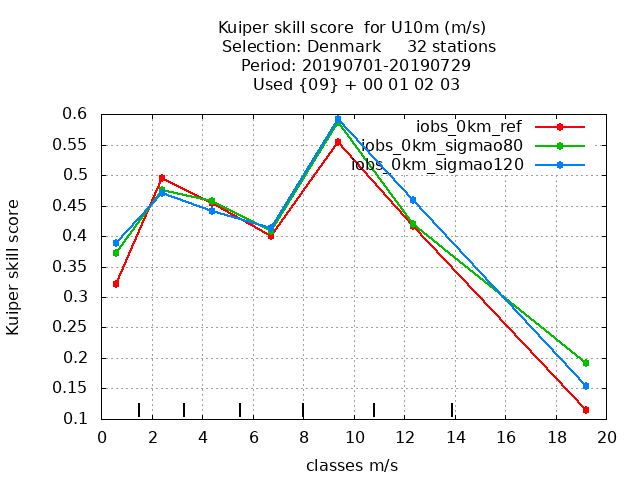 Kuiper skill score  for U10m (m/s)
Selection: Denmark     32 stations
Period: 20190701-20190729
Used {09} + 00 01 02 03
iobs_0km_ref
iobs_0km_sigmao80
iobs_0km_sigmao120
Kuiper skill score
0.6
0.55
0.5
0.45
0.4
0.35
0.3
0.25
0.2
0.15
0.1
0 2 4 6 8 10 12 14 16 18 20
classes m/s